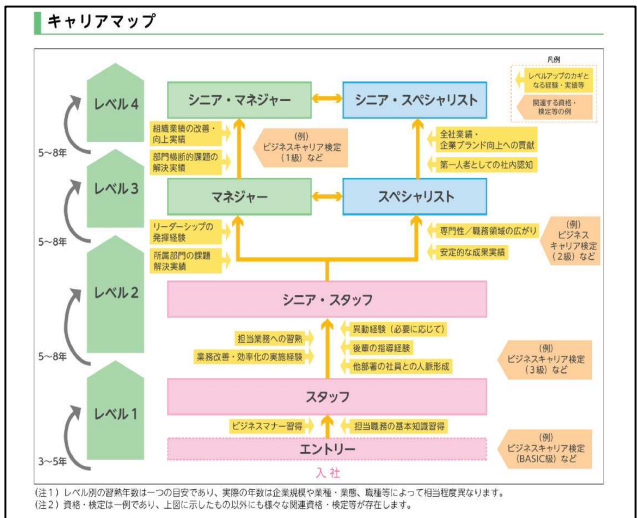 キャリアマップ
凡例
レベルアップのカギと
なる経験・実績等
関連する資格・
検定等の例
レベル4
シニア・マネジャー
シニア・スペシャリスト
組織業績の改善・
向上実績
部門横断的課題の
解決実績
(例)
ビジネスキャリア検定
(1級)など
全社業績・
企業ブランド向上への貢献
第一人者としての社内認知
5~8年
レベル3
マネジャー
スペシャリスト
リーダーシップの
発揮経験
所属部門の課題
解決実績
専門性/職務領域の広がり
安定的な成果実績
(例)
ビジネス
キャリア検定
(2級)など
5~8年
レベル2
シニア・スタッフ
担当業務への習熟
業務改善・効率化の実施経験
異動経験(必要に応じて)
後輩の指導経験
他部署の社員との人脈形成
(例)
ビジネスキャリア検定
(3級)など
5~8年
レベル1
スタッフ
ビジネスマナー習得
担当職務の基本知識習得
エントリー
(例)
ビジネスキャリア検定
(BASIC級)など
3~5年
入社
(注1)レベル別の習熟年数は一つの目安であり、実際の年数は企業規模や業種・業態、職種等によって相当程度異なります。
(注2)資格・検定は一例であり、上図に示したもの以外にも様々な関連資格・検定等が存在します。